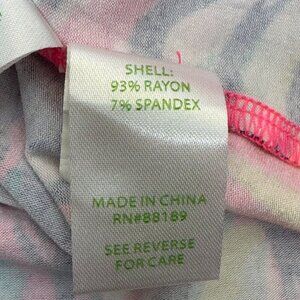 SHELL:
93% RAYON
7% SPANDEX
MADE IN CHINA
RN#88189
SEE REVERSE
FOR CARE